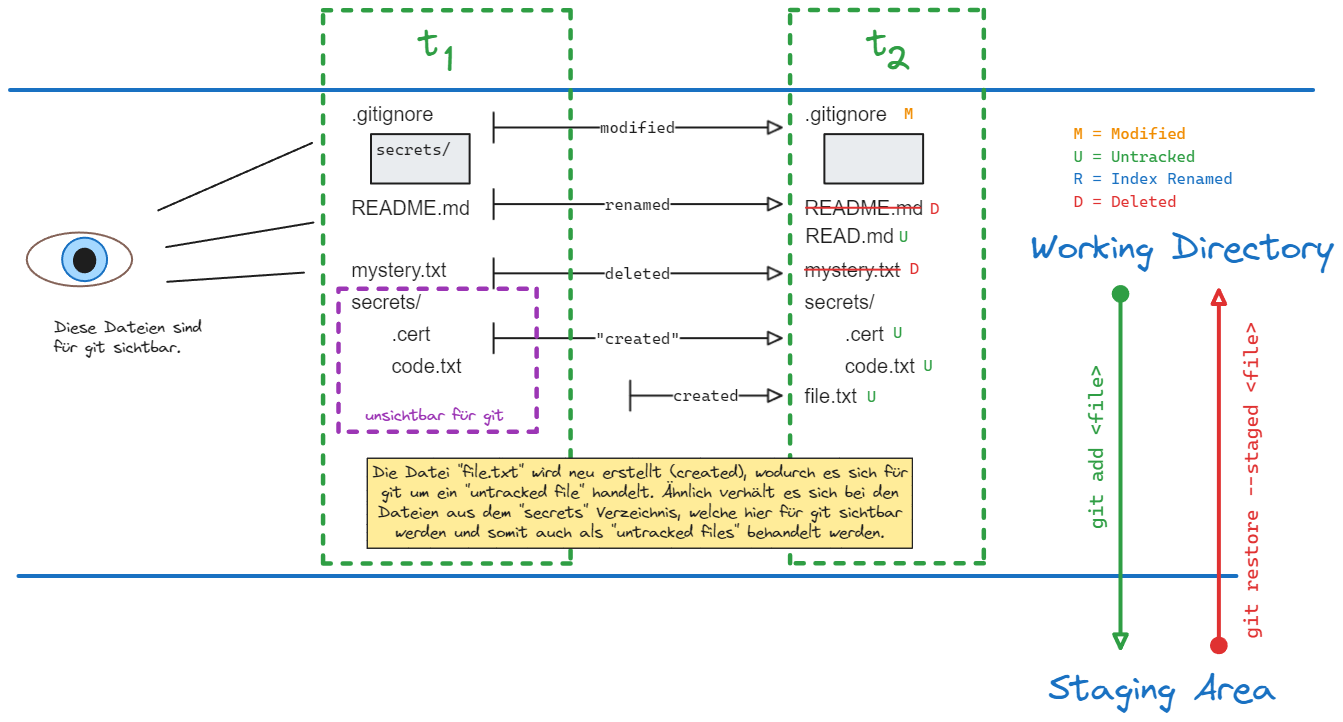 t1
t2
.gitignore
secrets/
README.md
mystery.txt
secrets/
.cert
code.txt
unsichtbar für git
Diese Dateien sind
für git sichtbar.
modified
renamed
deleted
"created"
created
.gitignore M
README.md D
READ.md U
mystery.txt D
secrets/
.cert U
code.txt U
file.txt U
Die Datei "file.txt" wird neu erstellt (created), wodurch es sich für
git um ein "untracked file" handelt. Ähnlich verhält es sich bei den
Dateien aus dem "secrets" Verzeichnis, welche hier für git sichtbar
werden und somit auch als "untracked files" behandelt werden.
M = Modified
U = Untracked
R = Index Renamed
D = Deleted
Working Directory
git add <file>
git restore --staged <file>
Staging Area